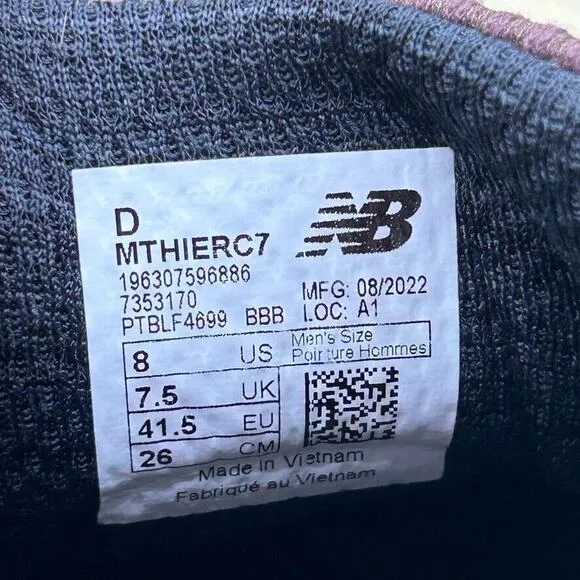 D
MTHIERC7
NB
196307596886
7353170
PTBLF4699 BBB
MFG: 08/2022
LOC: A1
8 US
7.5 UK
41.5 EU
26 CM
Men's Size
Pointure Hommes
Made in Vietnam
Fabriqué au Vietnam